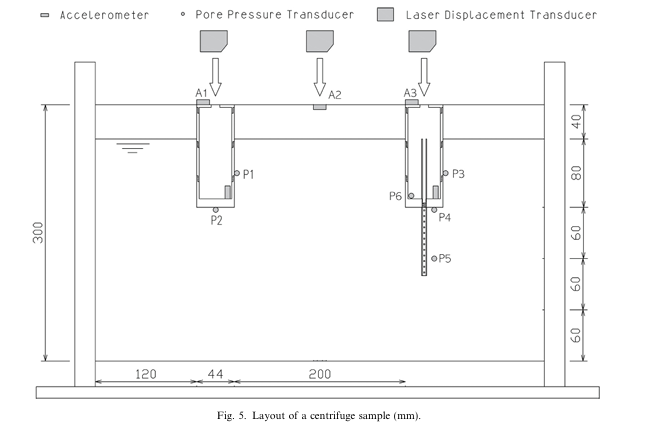 Accelerometer Pore Pressure Transducer Laser Displacement Transducer
A1 A2 A3
40
P1 P3 80
P6
P2 P4
300
60
P5
60
60
120 44 200
Fig. 5. Layout of a centrifuge sample (mm).